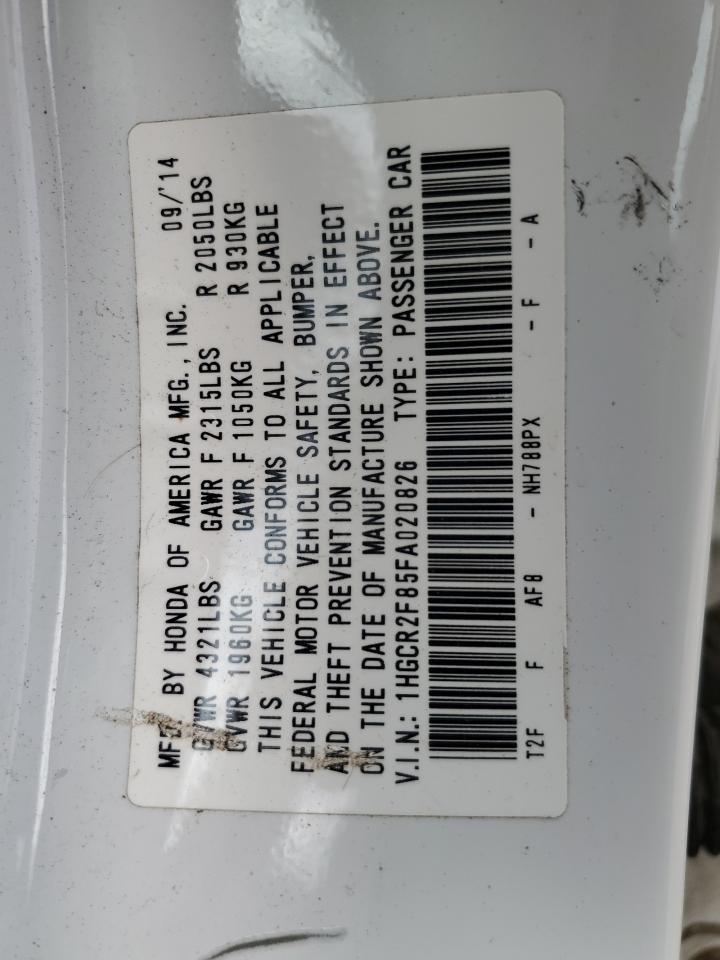 MFD BY HONDA OF AMERICA MFG., INC. 09/'14
GVWR 4321LBS GAWR F 2315LBS R 2050LBS
GVWR 1960KG GAWR F 1050KG R 930KG
THIS VEHICLE CONFORMS TO ALL APPLICABLE
FEDERAL MOTOR VEHICLE SAFETY, BUMPER,
AND THEFT PREVENTION STANDARDS IN EFFECT
ON THE DATE OF MANUFACTURE SHOWN ABOVE.
V.I.N.: 1HGCR2F85FA020826 TYPE: PASSENGER CAR
T2F F AF8 - NH788PX - F - A